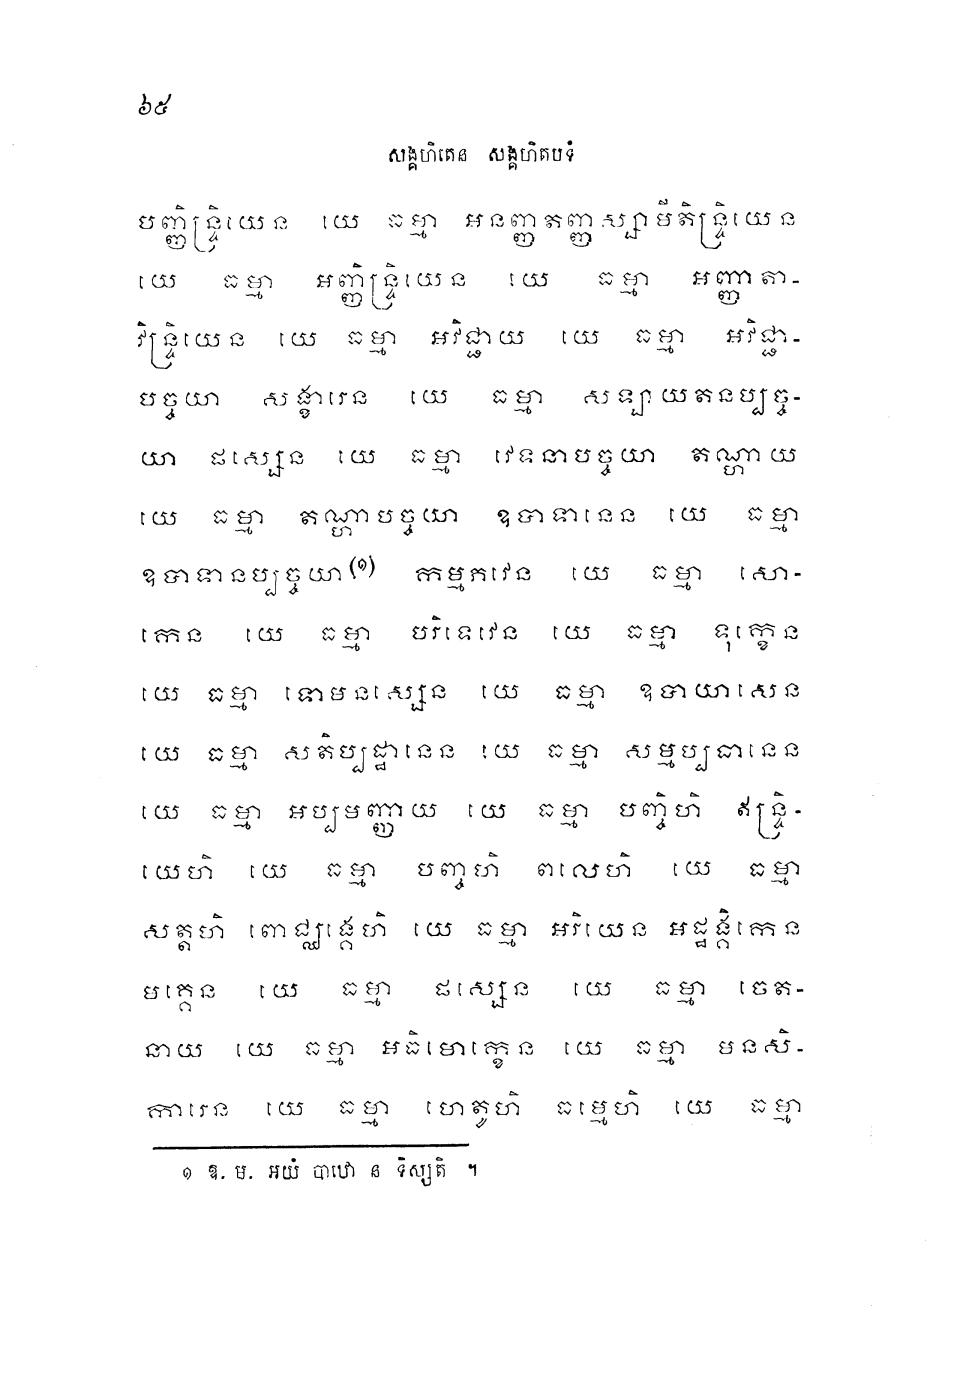 ៦៥
សង្គហិតេន សង្គហិតបទំ
បញ្ញិន្ទ្រិយេន យេ ធម្មា អនញ្ញតញ្ញស្សាមីតិន្ទ្រិយេន
យេ ធម្មា អញ្ញិន្ទ្រិយេន យេ ធម្មា អញ្ញាតា-
វិន្ទ្រិយេន យេ ធម្មា អវិជ្ជាយ យេ ធម្មា អវិជ្ជា-
បច្ចយា សង្ខារេន យេ ធម្មា សឡាយតនប្បច្ច-
យា ផស្សេន យេ ធម្មា វេទនាបច្ចយា តណ្ហាយ
យេ ធម្មា តណ្ហាបច្ចយា ឧបាទានេន យេ ធម្មា
ឧបាទានប្បច្ចយា(១) កម្មភវេន យេ ធម្មា សោ-
កេន យេ ធម្មា បរិទេវេន យេ ធម្មា ទុក្ខេន
យេ ធម្មា ទោមនស្សេន យេ ធម្មា ឧបាយាសេន
យេ ធម្មា សតិប្បដ្ឋានេន យេ ធម្មា សម្មប្បធានេន
យេ ធម្មា អប្បមញ្ញាយ យេ ធម្មា បញ្ចិហិ ឥន្ទ្រិ-
យេហិ យេ ធម្មា បញ្ចហិ ពលេហិ យេ ធម្មា
សត្តហិ ពោជ្ឈង្គេហិ យេ ធម្មា អរិយេន អដ្ឋង្គិកេន
មគ្គេន យេ ធម្មា ផស្សេន យេ ធម្មា ចេត-
នាយ យេ ធម្មា អធិមោក្ខេន យេ ធម្មា មនសិ-
ការេន យេ ធម្មា ហេតូហិ ធម្មេហិ យេ ធម្មា
១ ឱ. ម. អយំ បាឋោ ន ទិស្សតិ ។